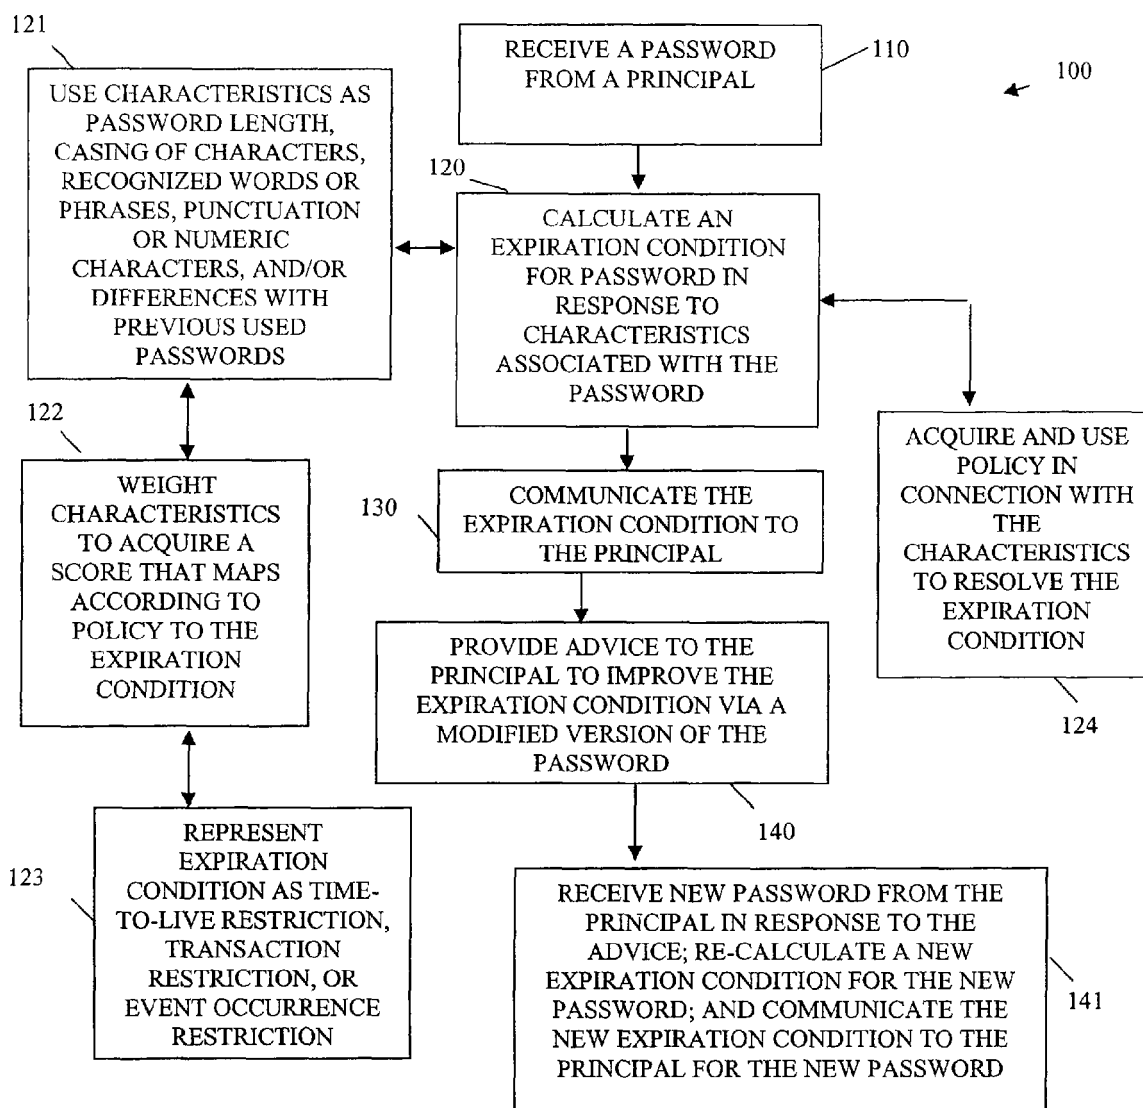 121
RECEIVE A PASSWORD
FROM A PRINCIPAL
110
100
USE CHARACTERISTICS AS
PASSWORD LENGTH,
CASING OF CHARACTERS,
RECOGNIZED WORDS OR
PHRASES, PUNCTUATION
OR NUMERIC
CHARACTERS, AND/OR
DIFFERENCES WITH
PREVIOUS USED
PASSWORDS
120
CALCULATE AN
EXPIRATION CONDITION
FOR PASSWORD IN
RESPONSE TO
CHARACTERISTICS
ASSOCIATED WITH THE
PASSWORD
122
WEIGHT
CHARACTERISTICS
TO ACQUIRE A
SCORE THAT MAPS
ACCORDING TO
POLICY TO THE
EXPIRATION
CONDITION
130
COMMUNICATE THE
EXPIRATION CONDITION TO
THE PRINCIPAL
ACQUIRE AND USE
POLICY IN
CONNECTION WITH
THE
CHARACTERISTICS
TO RESOLVE THE
EXPIRATION
CONDITION
124
PROVIDE ADVICE TO THE
PRINCIPAL TO IMPROVE THE
EXPIRATION CONDITION VIA A
MODIFIED VERSION OF THE
PASSWORD
140
123
REPRESENT
EXPIRATION
CONDITION AS TIME-
TO-LIVE RESTRICTION,
TRANSACTION
RESTRICTION, OR
EVENT OCCURRENCE
RESTRICTION
RECEIVE NEW PASSWORD FROM THE
PRINCIPAL IN RESPONSE TO THE
ADVICE; RE-CALCULATE A NEW
EXPIRATION CONDITION FOR THE NEW
PASSWORD; AND COMMUNICATE THE
NEW EXPIRATION CONDITION TO THE
PRINCIPAL FOR THE NEW PASSWORD
141